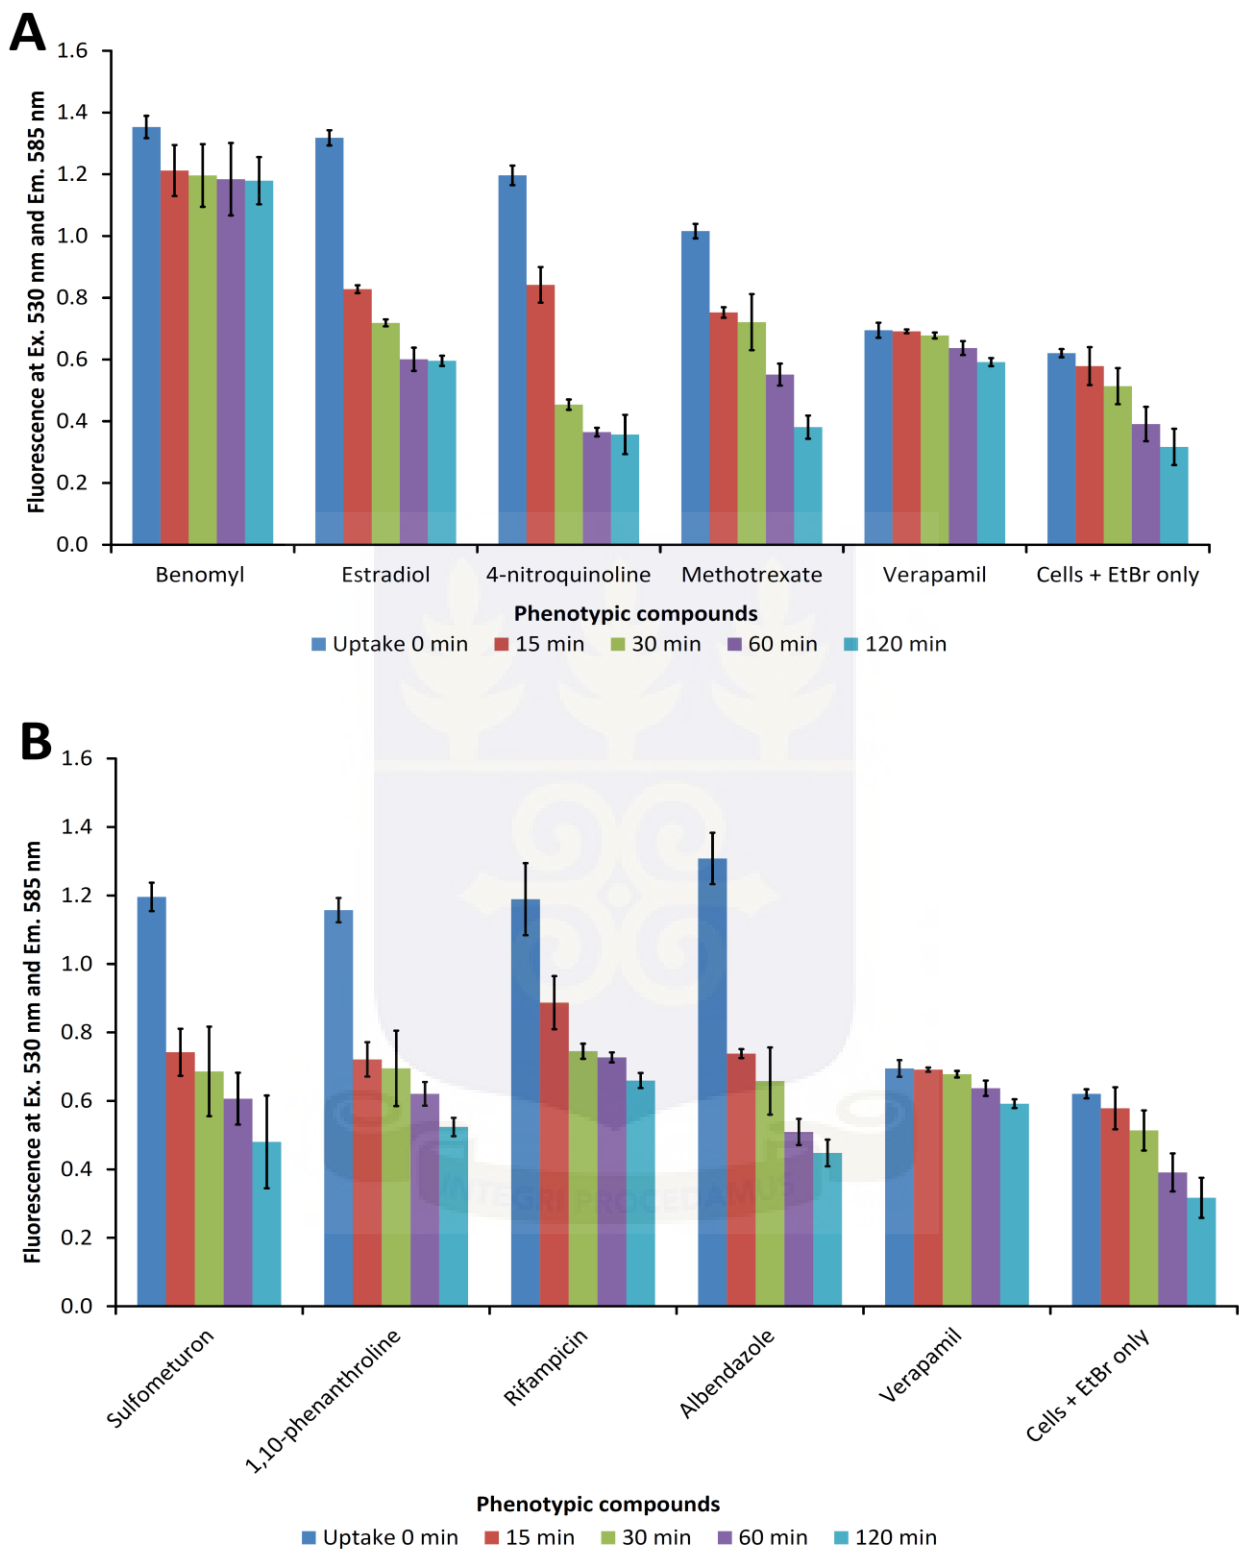 A
Fluorescence at Ex. 530 nm and Em. 585 nm
1.6
1.4
1.2
1.0
0.8
0.6
0.4
0.2
0.0
Benomyl Estradiol 4-nitroquinoline Methotrexate Verapamil Cells + EtBr only
Phenotypic compounds
Uptake 0 min 15 min 30 min 60 min 120 min
B
Fluorescence at Ex. 530 nm and Em. 585 nm
1.6
1.4
1.2
1.0
0.8
0.6
0.4
0.2
0.0
INTEGRI PROCEDAMUS
Sulfometuron 1,10-phenanthroline Rifampicin Albendazole Verapamil Cells + EtBr only
Phenotypic compounds
Uptake 0 min 15 min 30 min 60 min 120 min